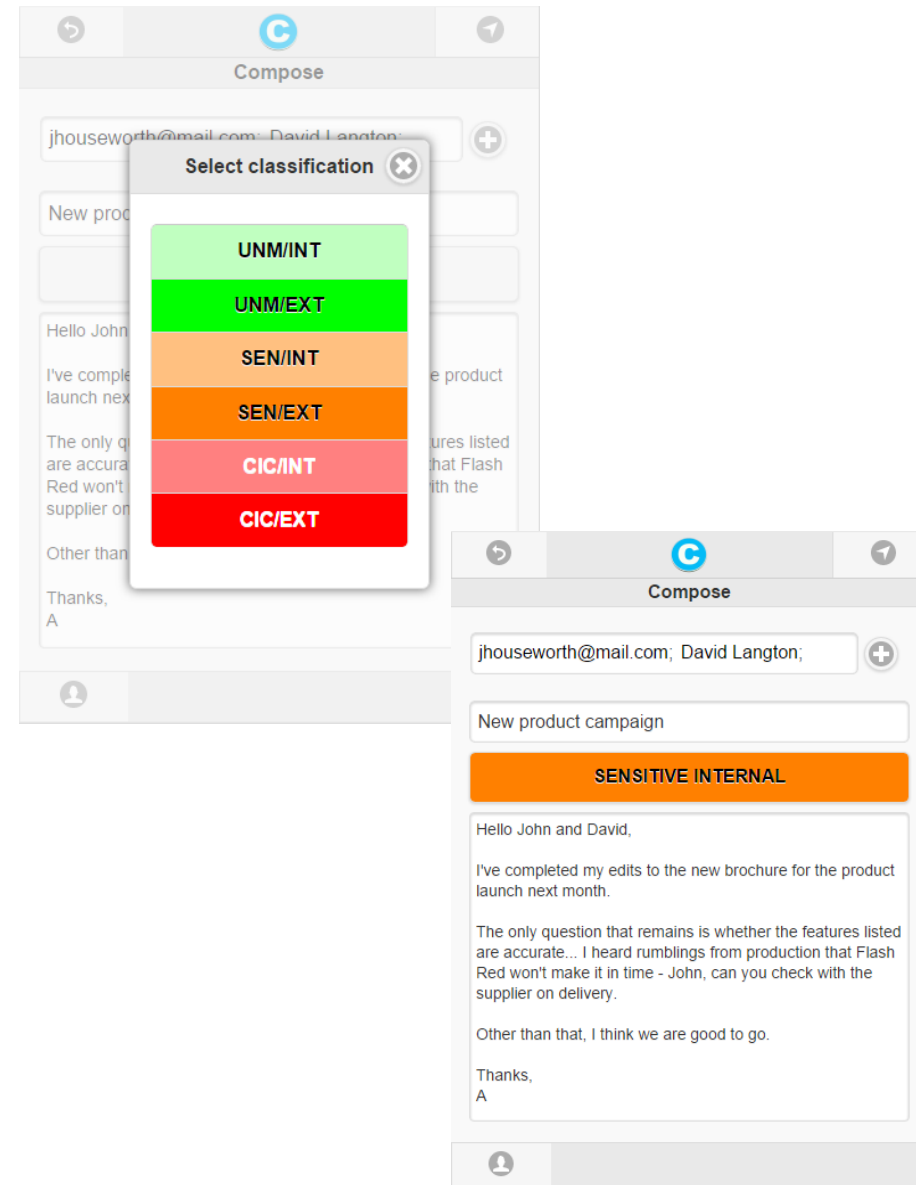 C
Compose
jhouseworth@mail.com; David Langton;
Select classification
New proc
UNM/INT
UNM/EXT
SEN/INT
SEN/EXT
CIC/INT
CIC/EXT
Hello John
I've comple e product
launch nex
The only q ures listed
are accura hat Flash
Red won't ith the
supplier on
Other than
Thanks,
A
C
Compose
jhouseworth@mail.com; David Langton;
New product campaign
SENSITIVE INTERNAL
Hello John and David,
I've completed my edits to the new brochure for the product
launch next month.
The only question that remains is whether the features listed
are accurate... I heard rumblings from production that Flash
Red won't make it in time - John, can you check with the
supplier on delivery.
Other than that, I think we are good to go.
Thanks,
A